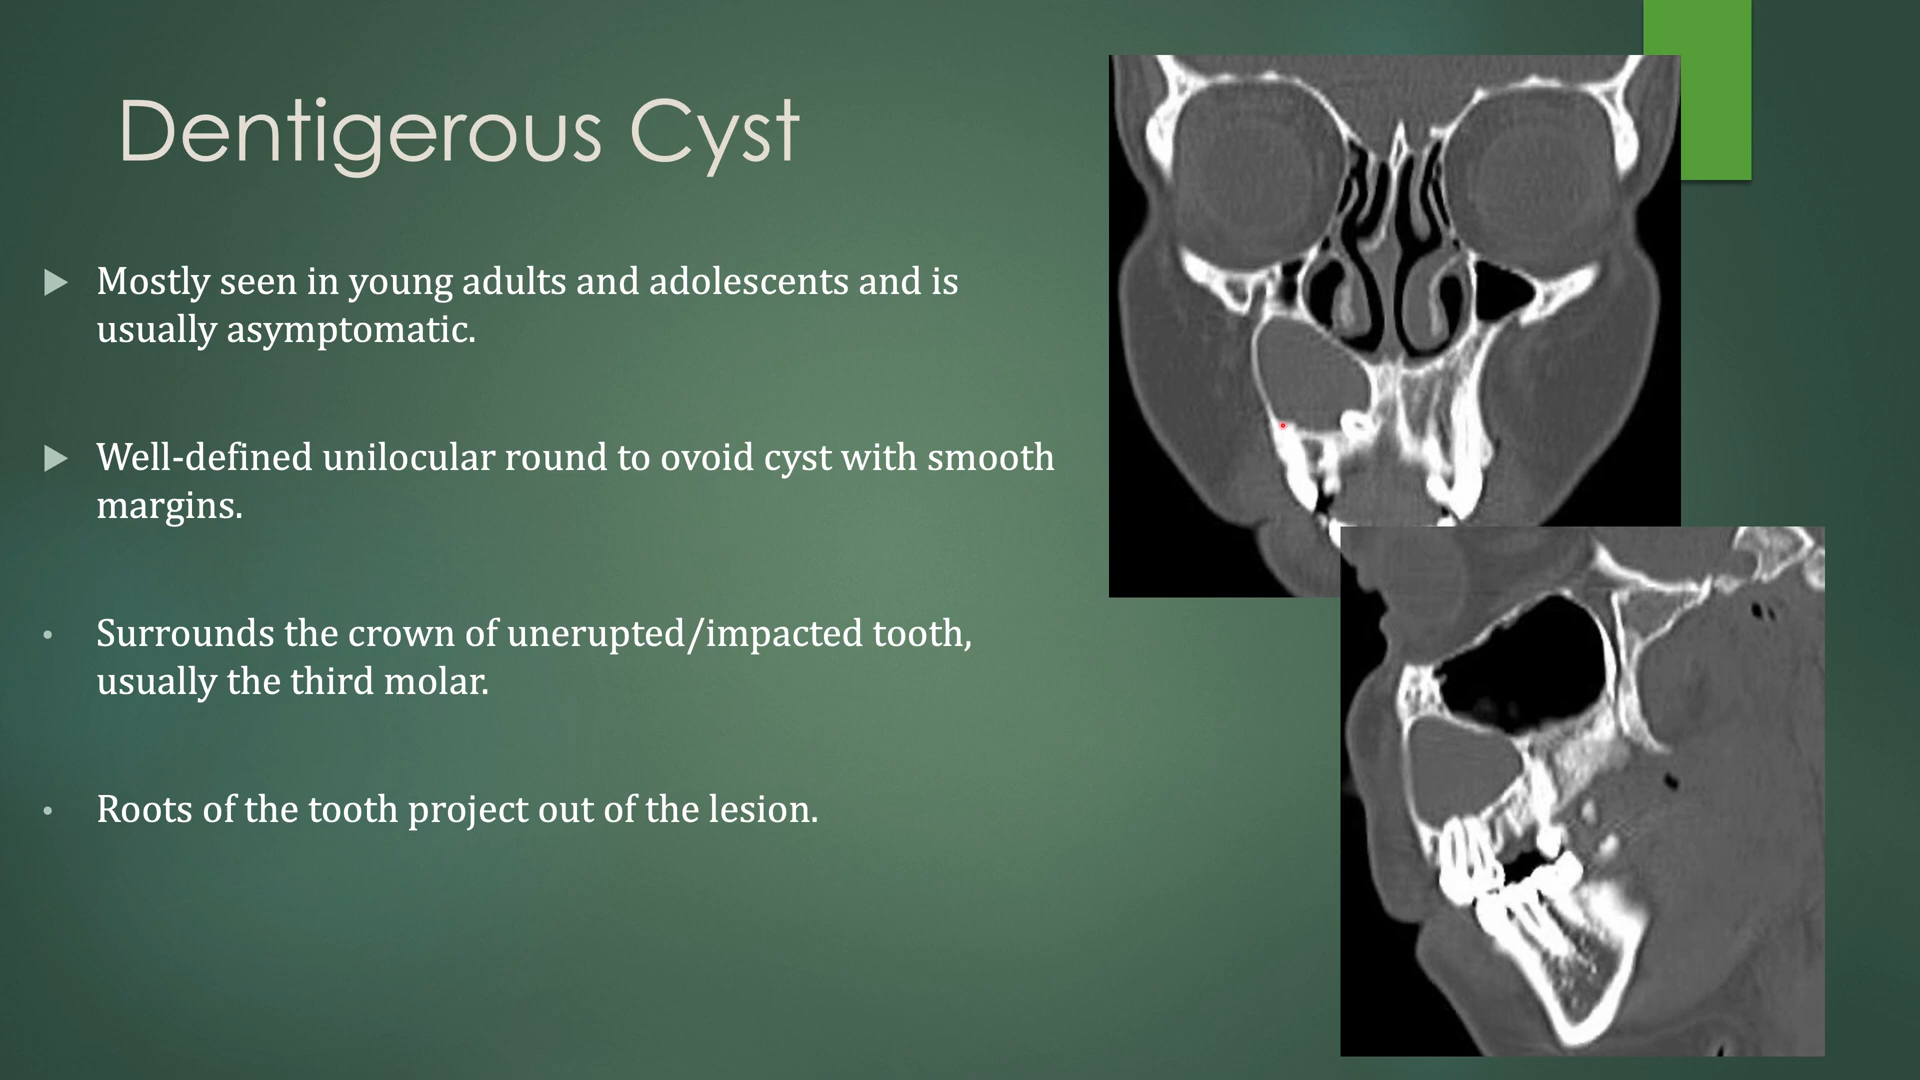 Dentigerous Cyst
Mostly seen in young adults and adolescents and is
usually asymptomatic.
Well-defined unilocular round to ovoid cyst with smooth
margins.
Surrounds the crown of unerupted/impacted tooth,
usually the third molar.
Roots of the tooth project out of the lesion.